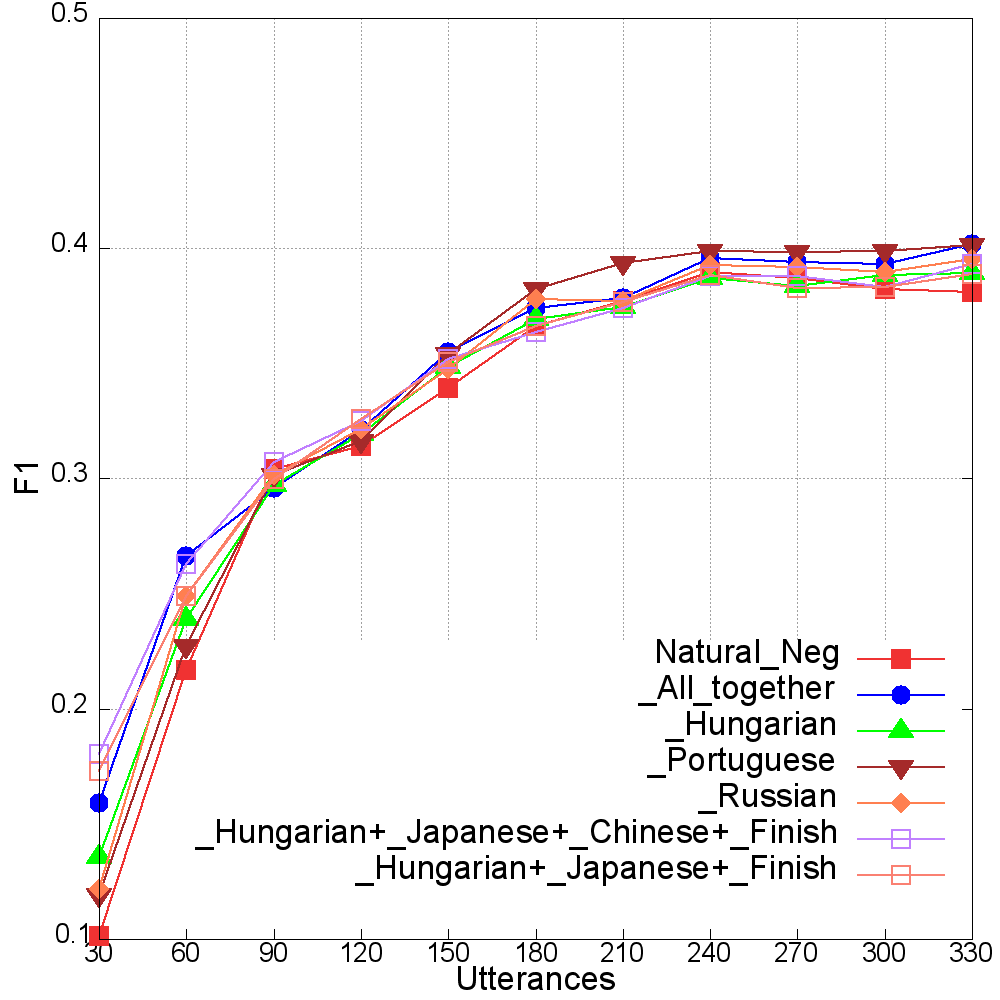 0.5
0.4
0.3
0.2
0.1
F1
Natural_Neg
_All_together
_Hungarian
_Portuguese
_Russian
_Hungarian+_Japanese+_Chinese+_Finish
_Hungarian+_Japanese+_Finish
30 60 90 120 150 180 210 240 270 300 330
Utterances